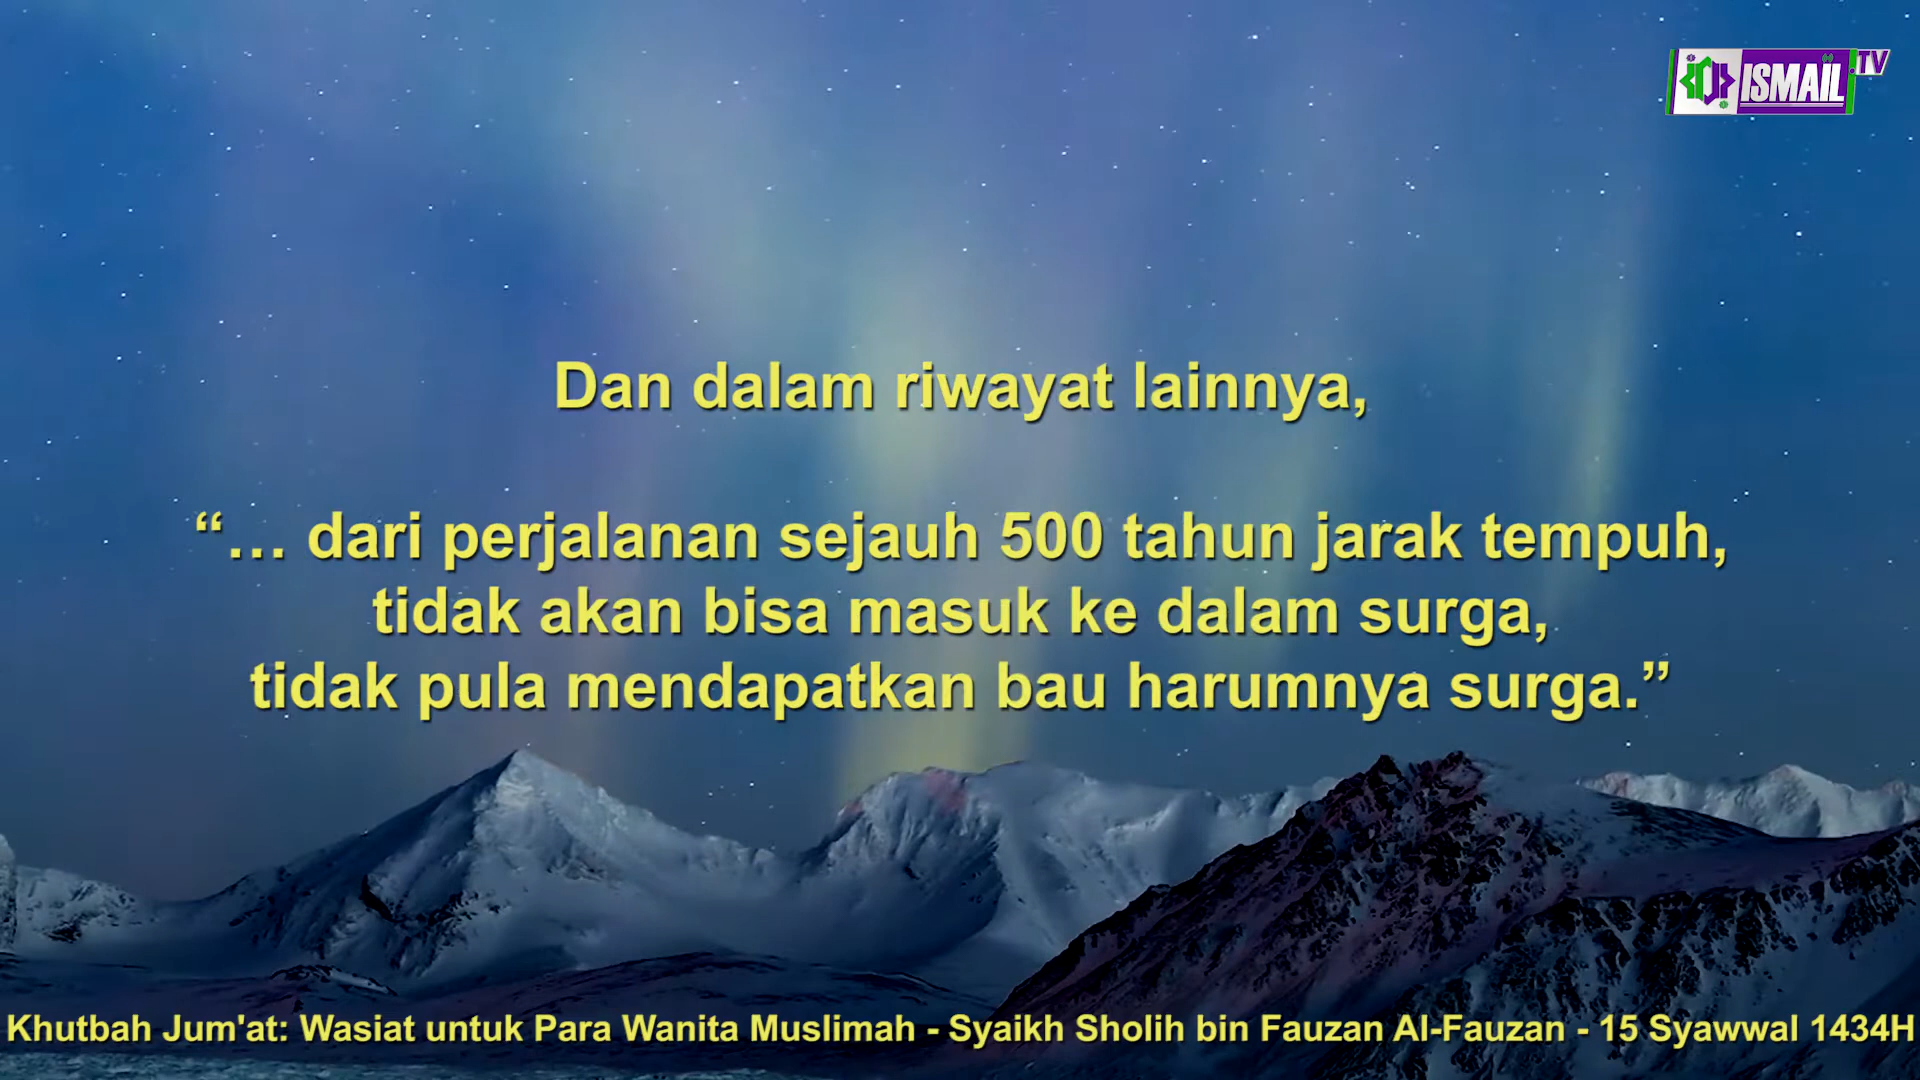 ISMAIL.TV
Dan dalam riwayat lainnya,
“… dari perjalanan sejauh 500 tahun jarak tempuh,
tidak akan bisa masuk ke dalam surga,
tidak pula mendapatkan bau harumnya surga.”
Khutbah Jum'at: Wasiat untuk Para Wanita Muslimah - Syaikh Sholih bin Fauzan Al-Fauzan - 15 Syawwal 1434H